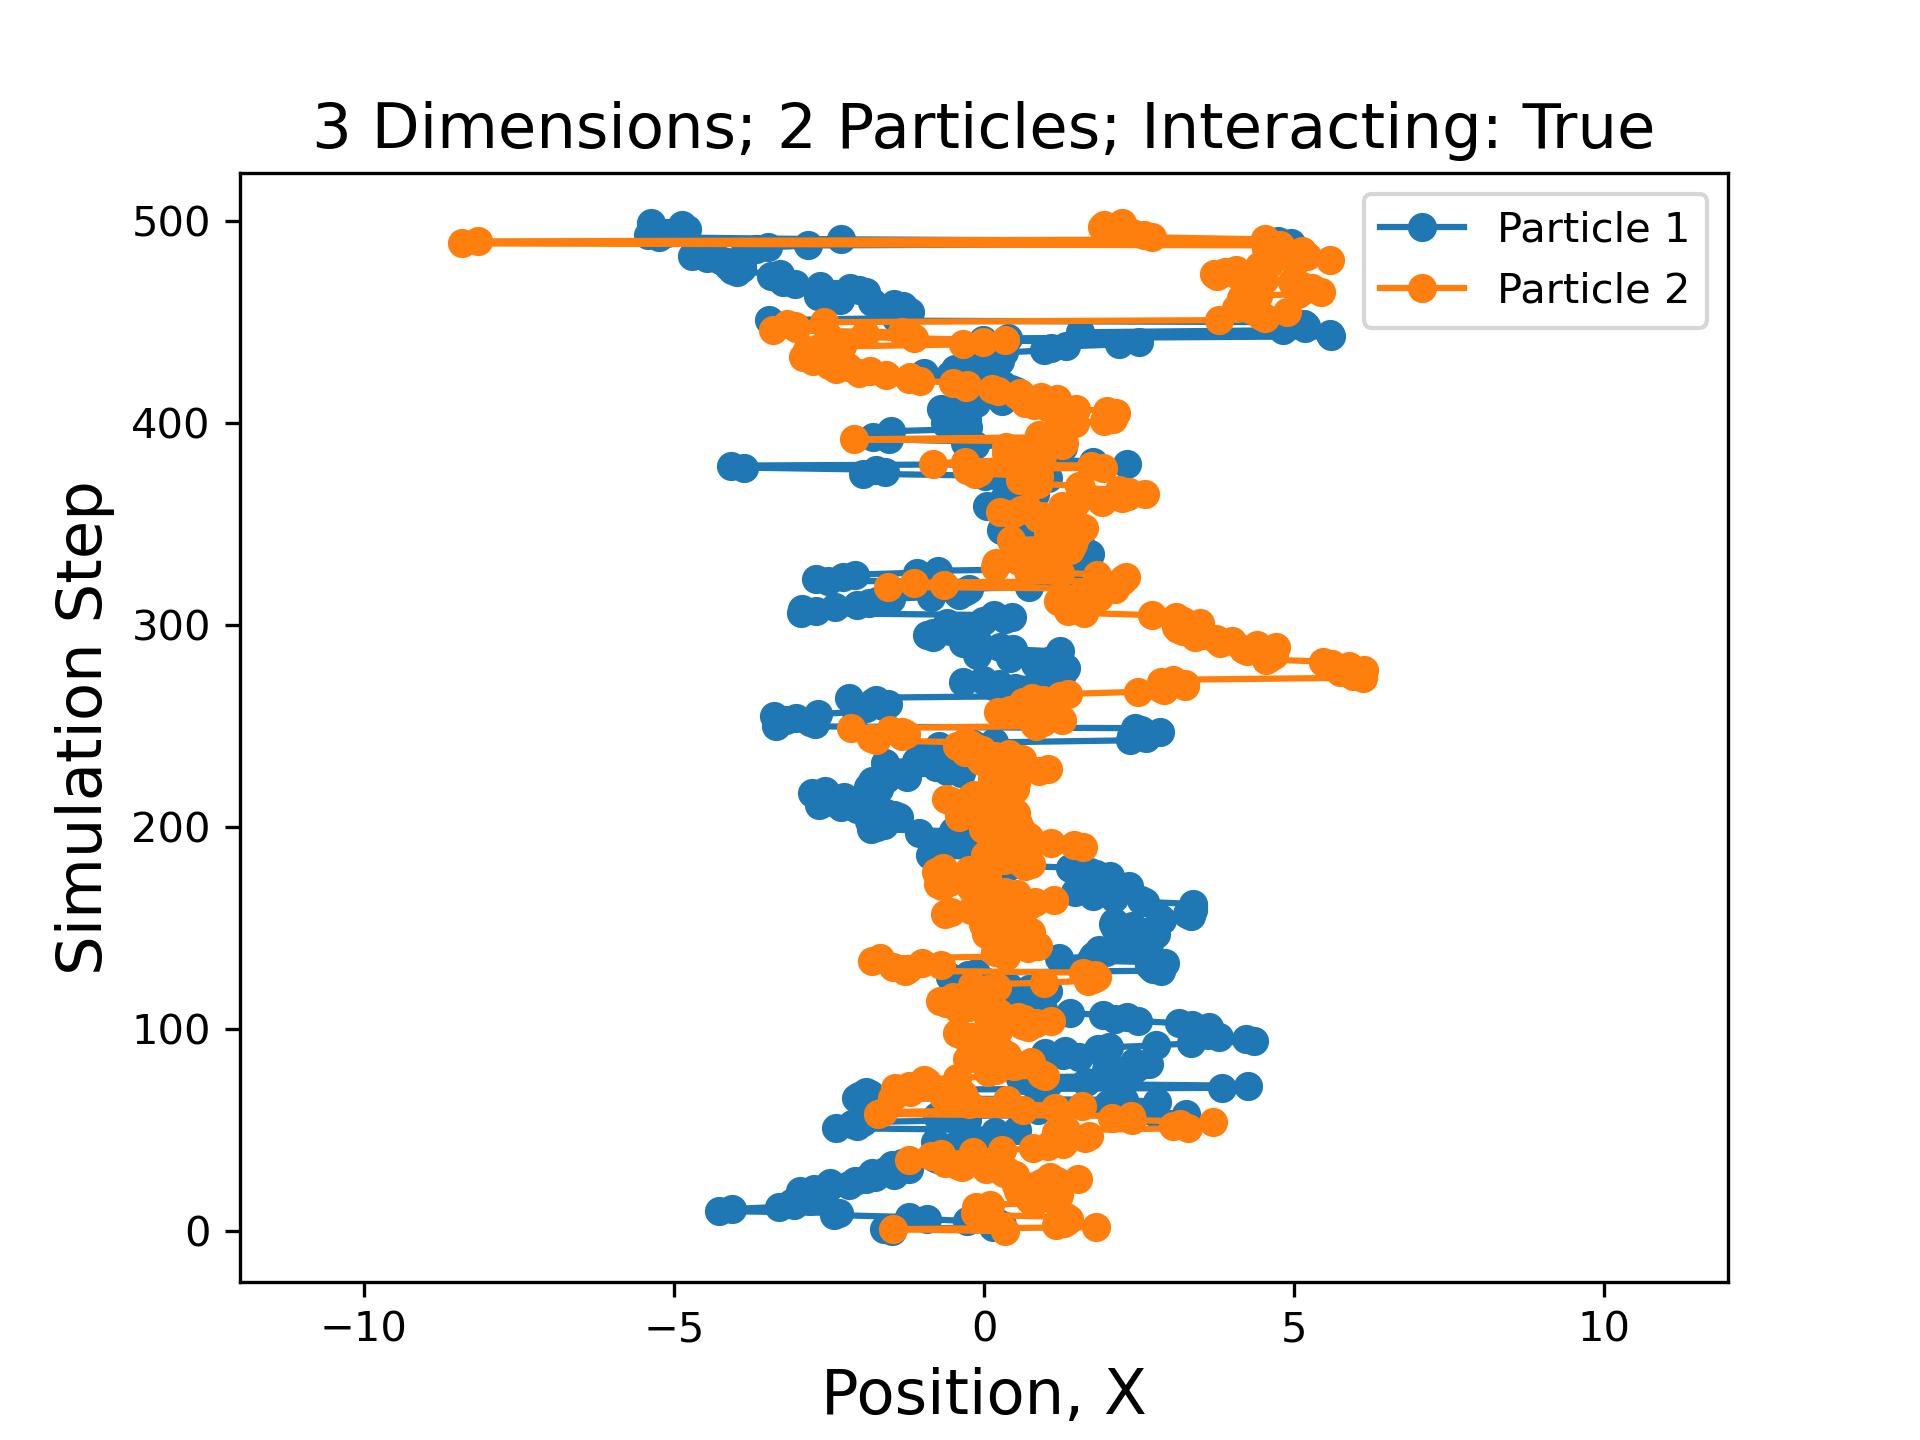 3 Dimensions; 2 Particles; Interacting: True
Particle 1
Particle 2
500
400
300
200
100
0
Simulation Step
−10
−5
0
5
10
Position, X